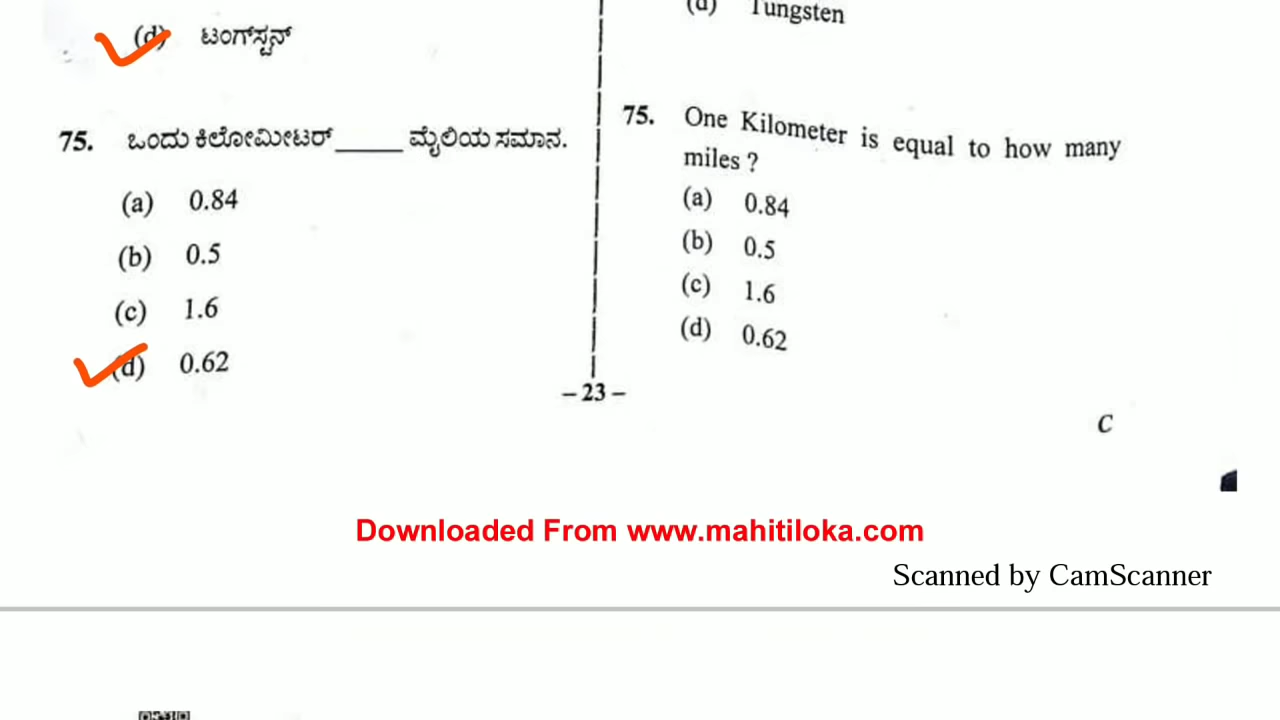 (d) ಟಂಗ್‌ಸ್ಟನ್
75. ಒಂದು ಕಿಲೋಮೀಟರ್ _____ ಮೈಲಿಯ ಸಮಾನ.
(a) 0.84
(b) 0.5
(c) 1.6
(d) 0.62
(d) Tungsten
75. One Kilometer is equal to how many
miles ?
(a) 0.84
(b) 0.5
(c) 1.6
(d) 0.62
– 23 –
C
Downloaded From www.mahitiloka.com
Scanned by CamScanner